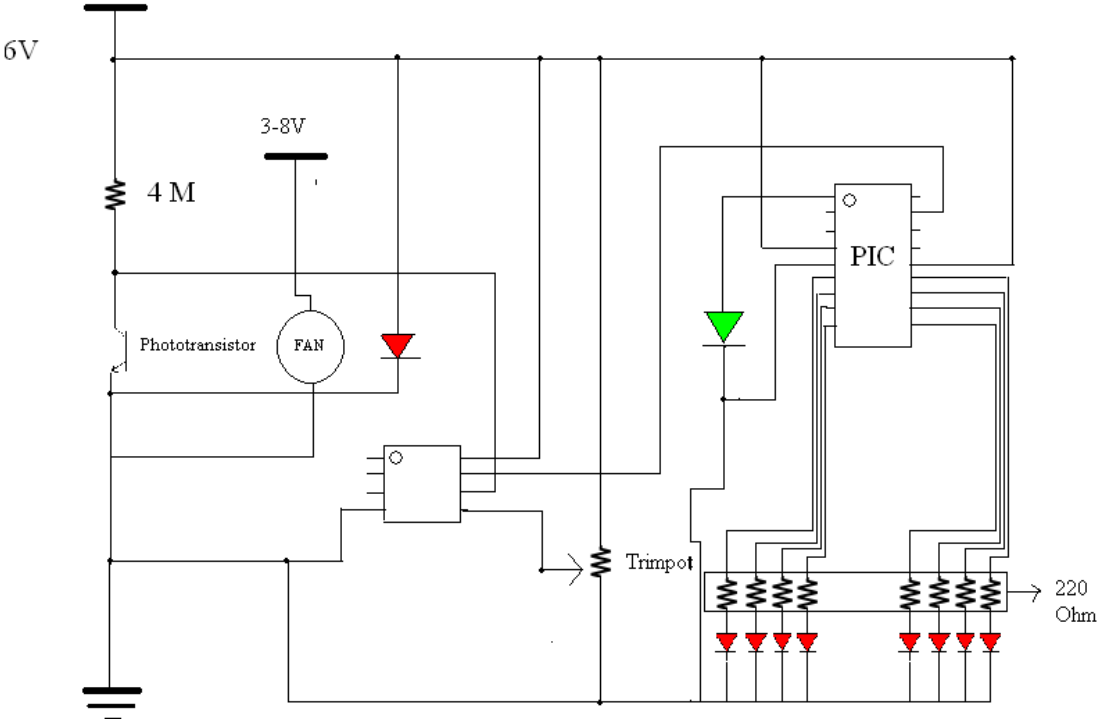 6V
3-8V
4 M
PIC
Phototransistor
FAN
Trimpot
220
Ohm